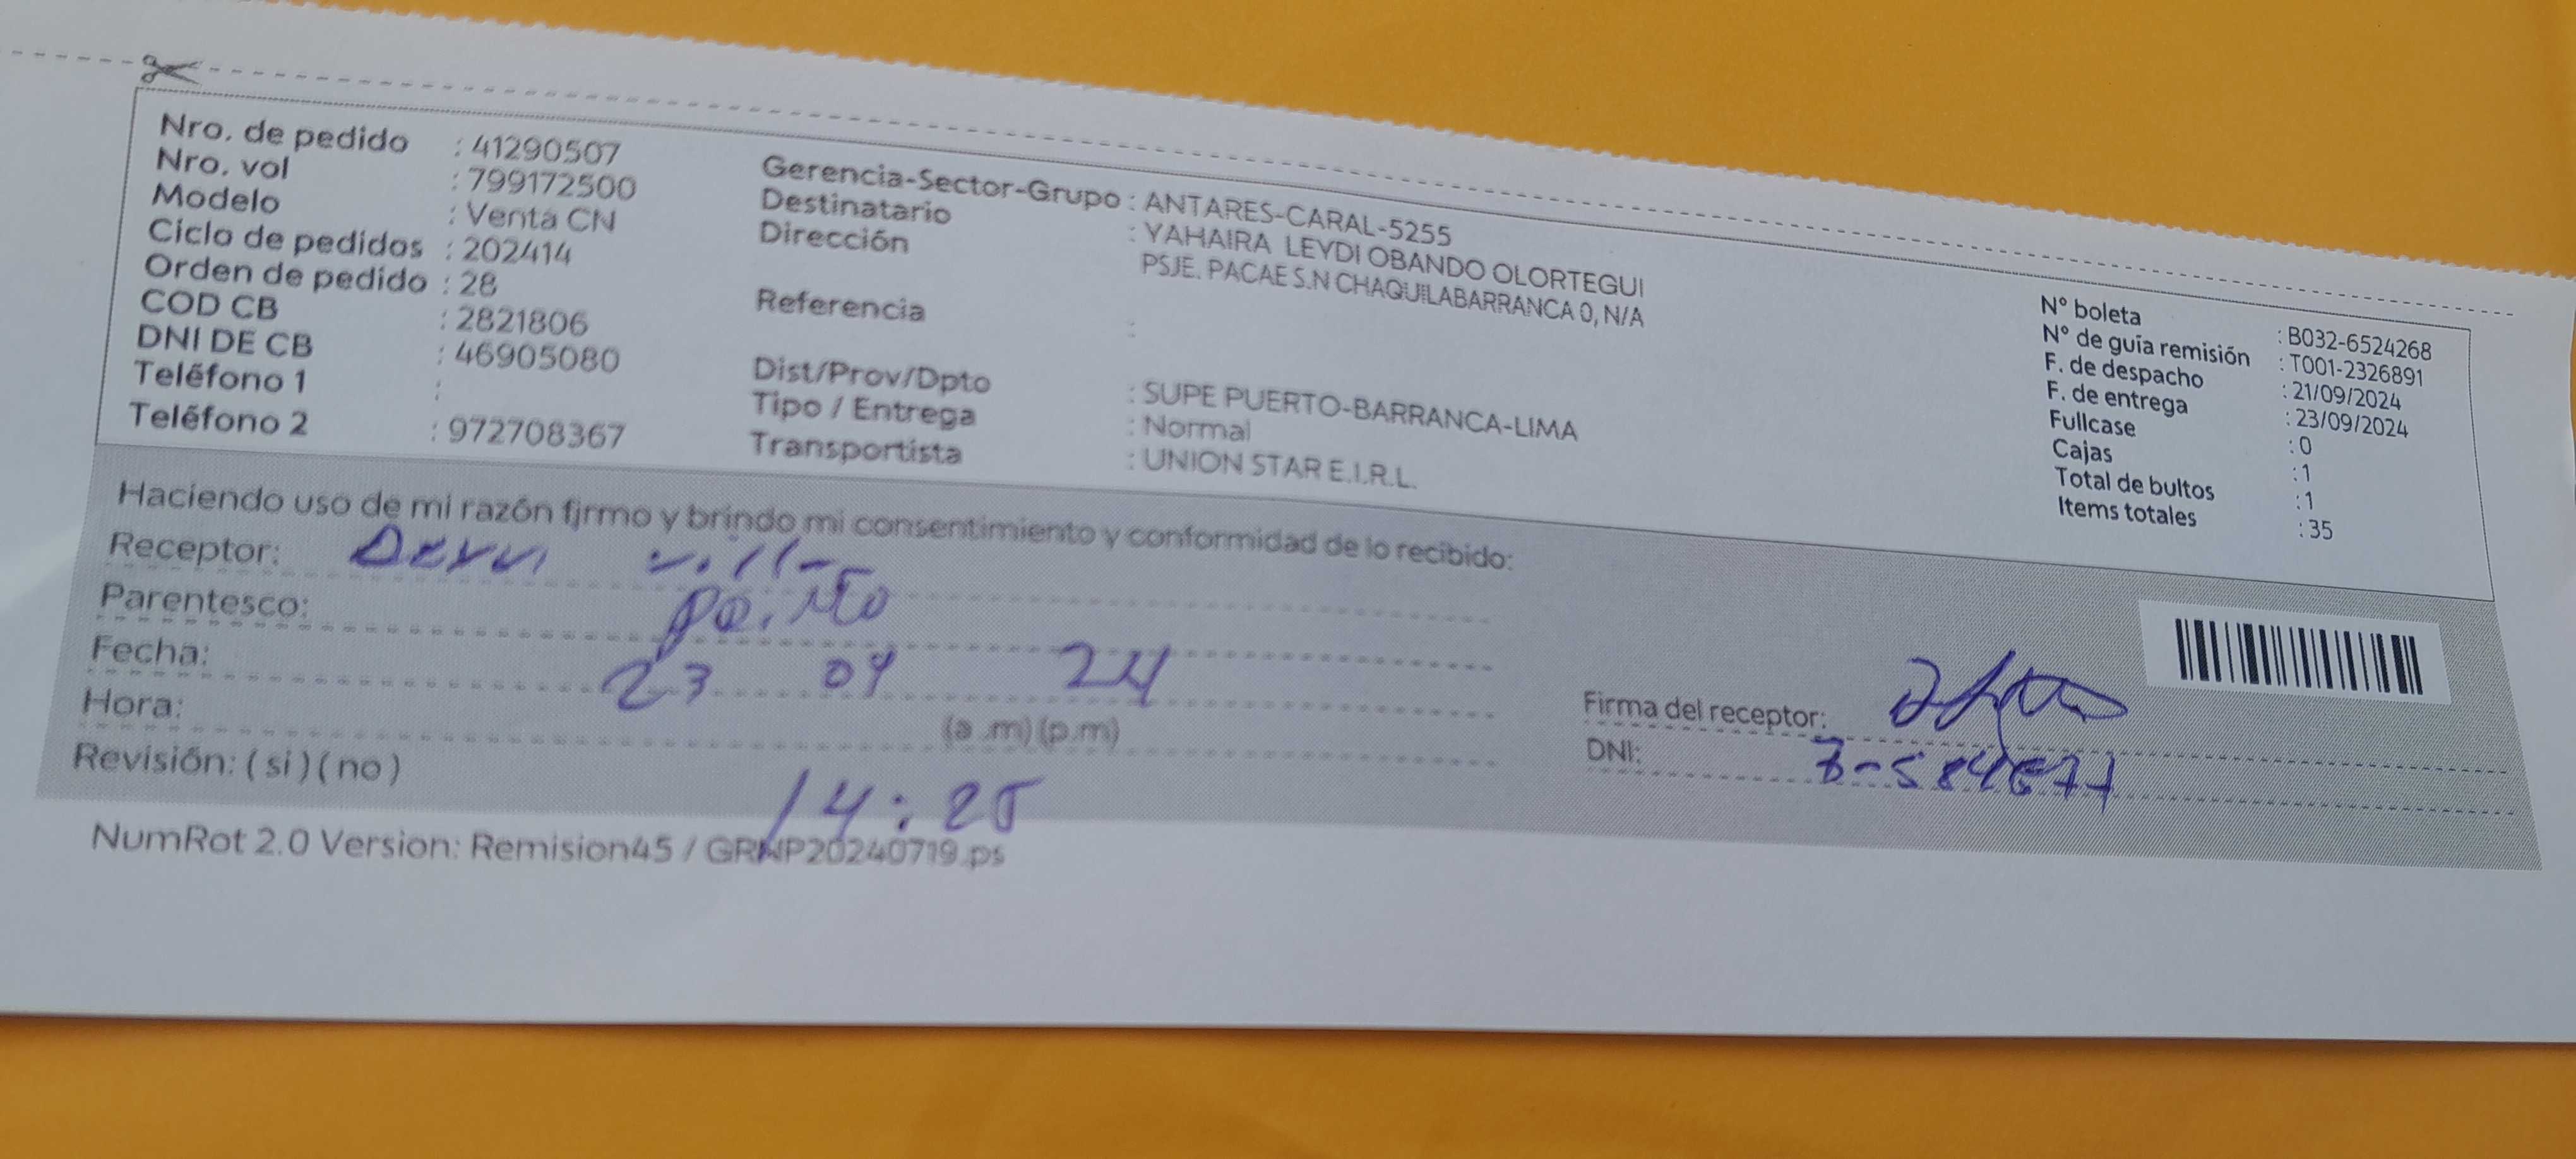 Nro. de pedido : 41290507
Nro. vol : 799172500
Modelo : Venta CN
Ciclo de pedidos : 202414
Orden de pedido : 28
COD CB : 2821806
DNI DE CB : 46905080
Teléfono 1 :
Teléfono 2 : 972708367
Gerencia-Sector-Grupo : ANTARES-CARAL-5255
Destinatario : YAHAIRA LEYDI OBANDO OLORTEGUI
Dirección PSJE. PACAE S.N CHAQUILABARRANCA 0, N/A
Referencia :
Dist/Prov/Dpto : SUPE PUERTO-BARRANCA-LIMA
Tipo / Entrega : Normal
Transportista : UNION STAR E.I.R.L.
N° boleta : B032-6524268
N° de guía remisión : T001-2326891
F. de despacho : 21/09/2024
F. de entrega : 23/09/2024
Fullcase : 0
Cajas : 1
Total de bultos : 1
Items totales : 35
Haciendo uso de mi razón firmo y brindo mi consentimiento y conformidad de lo recibido:
Receptor:
Parentesco:
Fecha: 23 09 24
Hora: (a .m) (p.m)
14:25
Revisión: ( si ) ( no )
Firma del receptor:
DNI:
NumRot 2.0 Version: Remision45 / GRNP20240719.ps